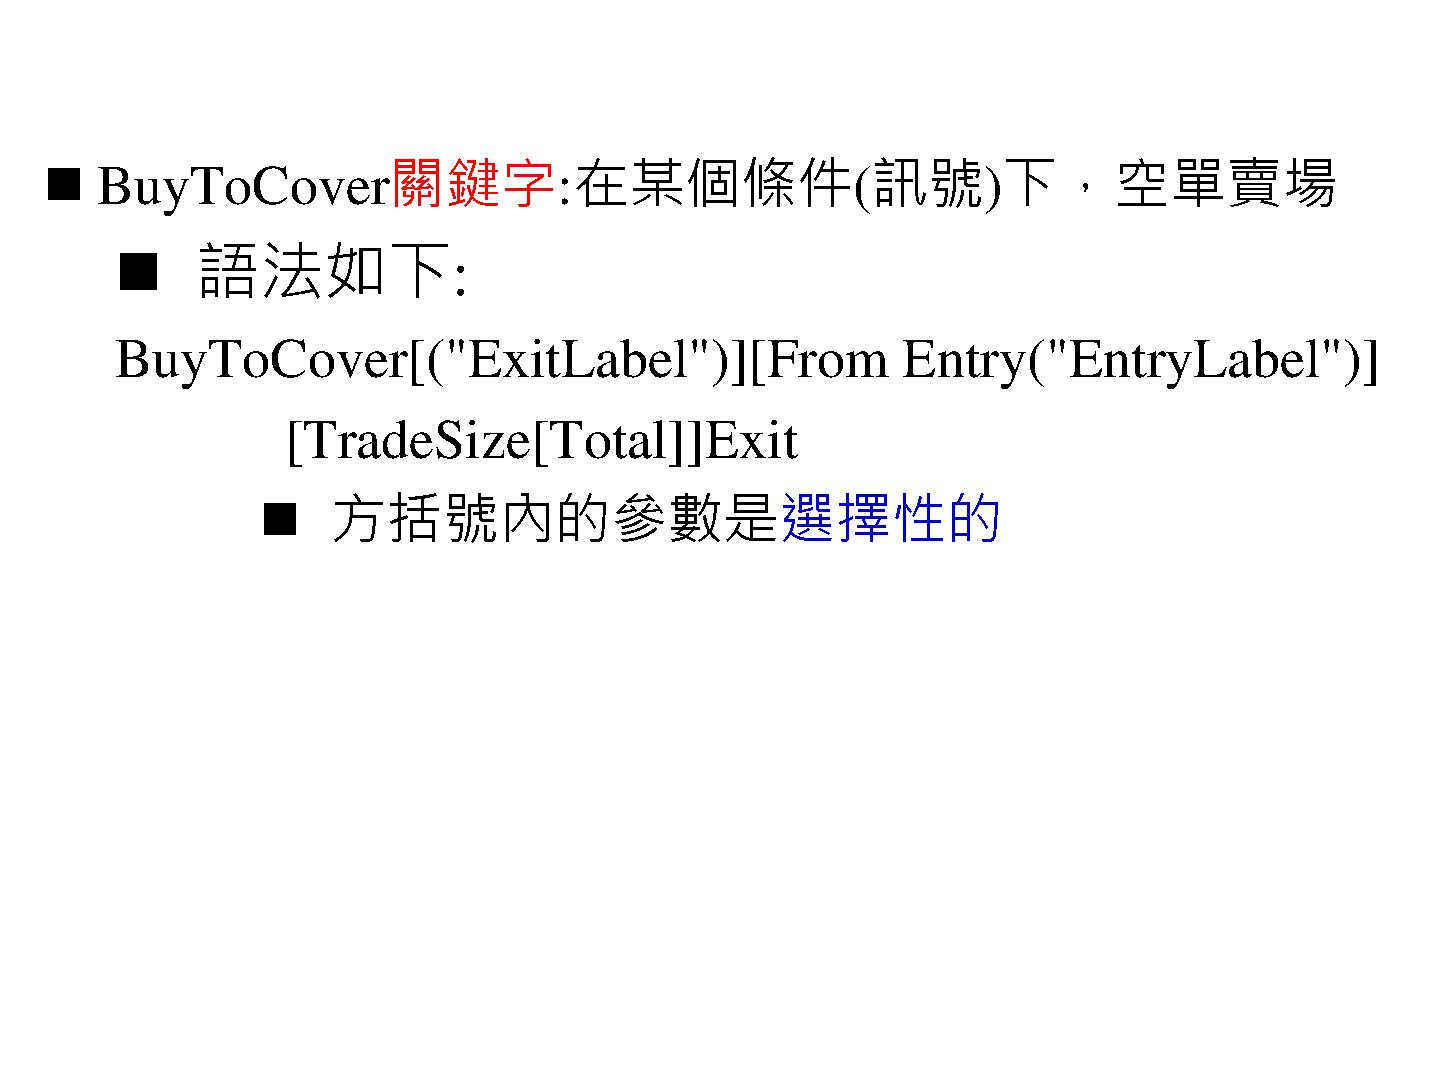 ■ BuyToCover關鍵字:在某個條件(訊號)下，空單賣場
■ 語法如下:
BuyToCover[("ExitLabel")][From Entry("EntryLabel")]
[TradeSize[Total]]Exit
■ 方括號內的參數是選擇性的